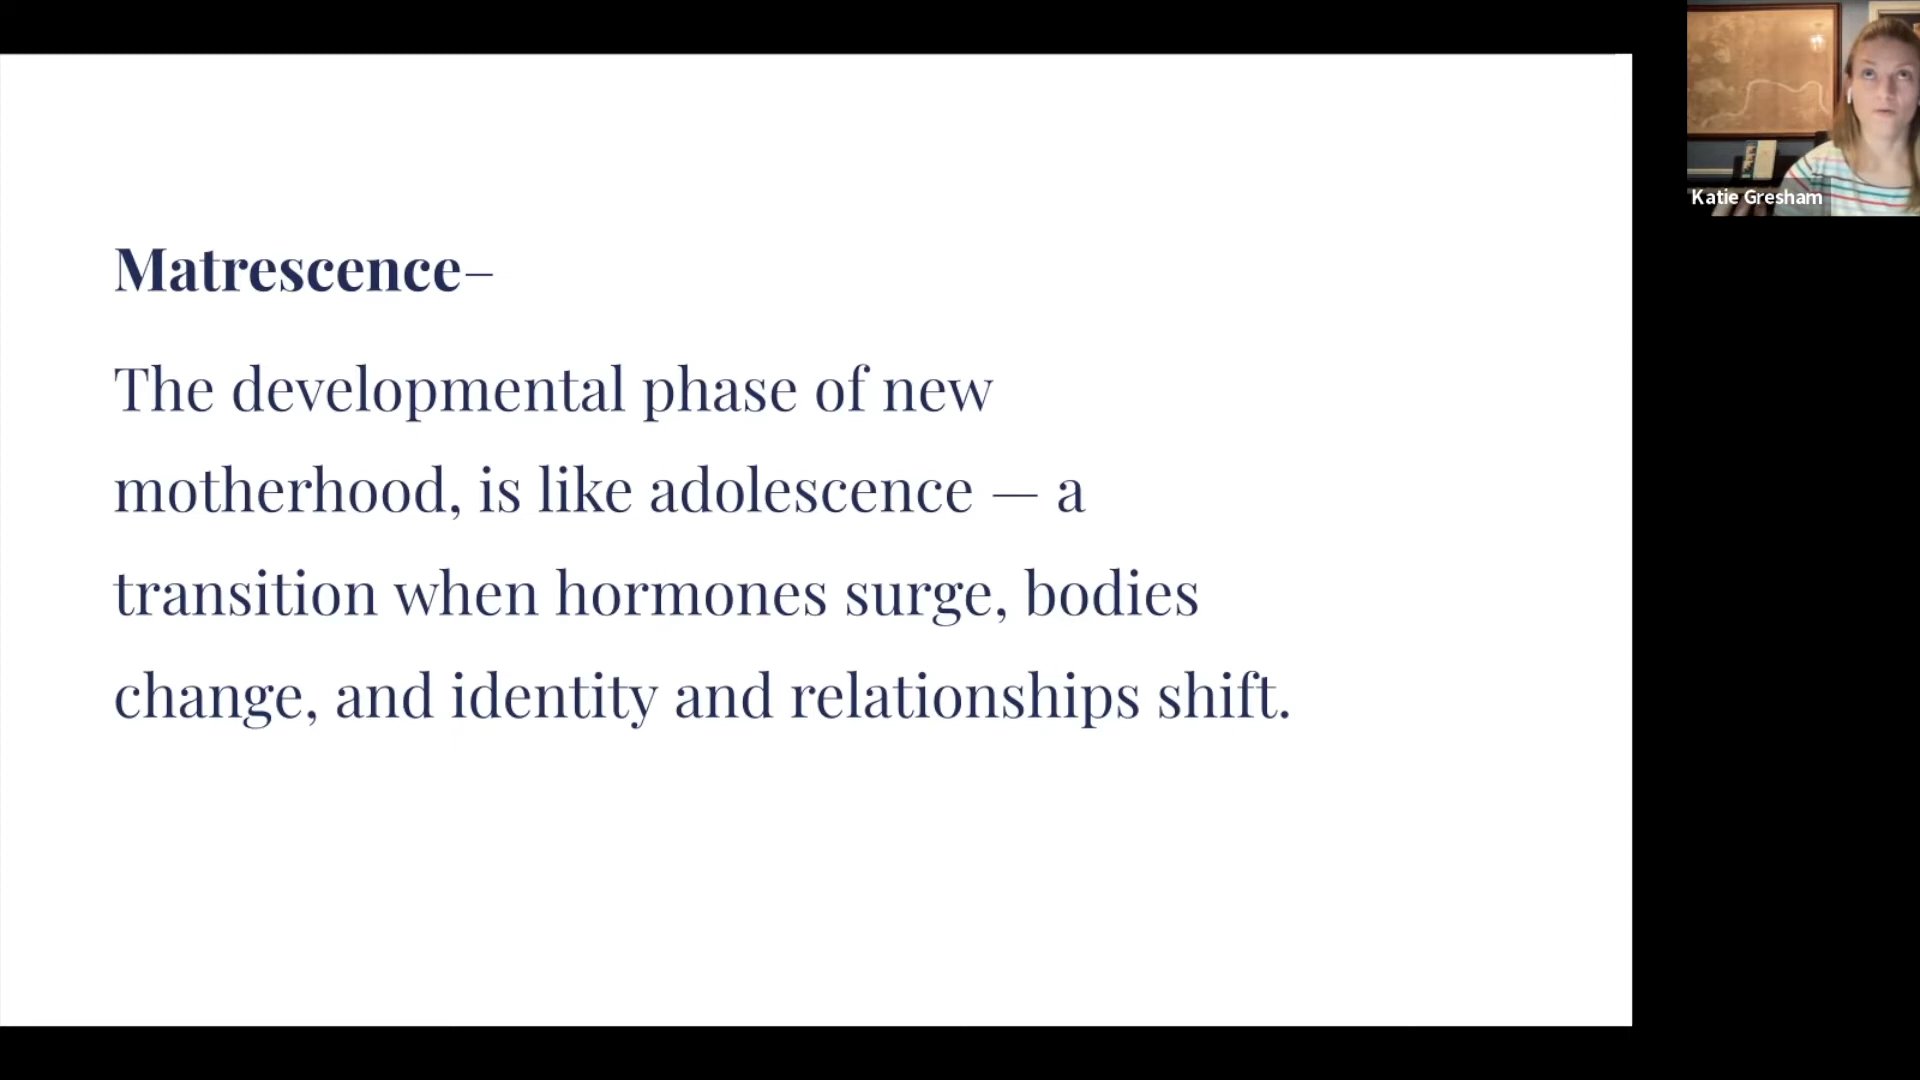 Matrescence–
The developmental phase of new
motherhood, is like adolescence — a
transition when hormones surge, bodies
change, and identity and relationships shift.
Katie Gresham